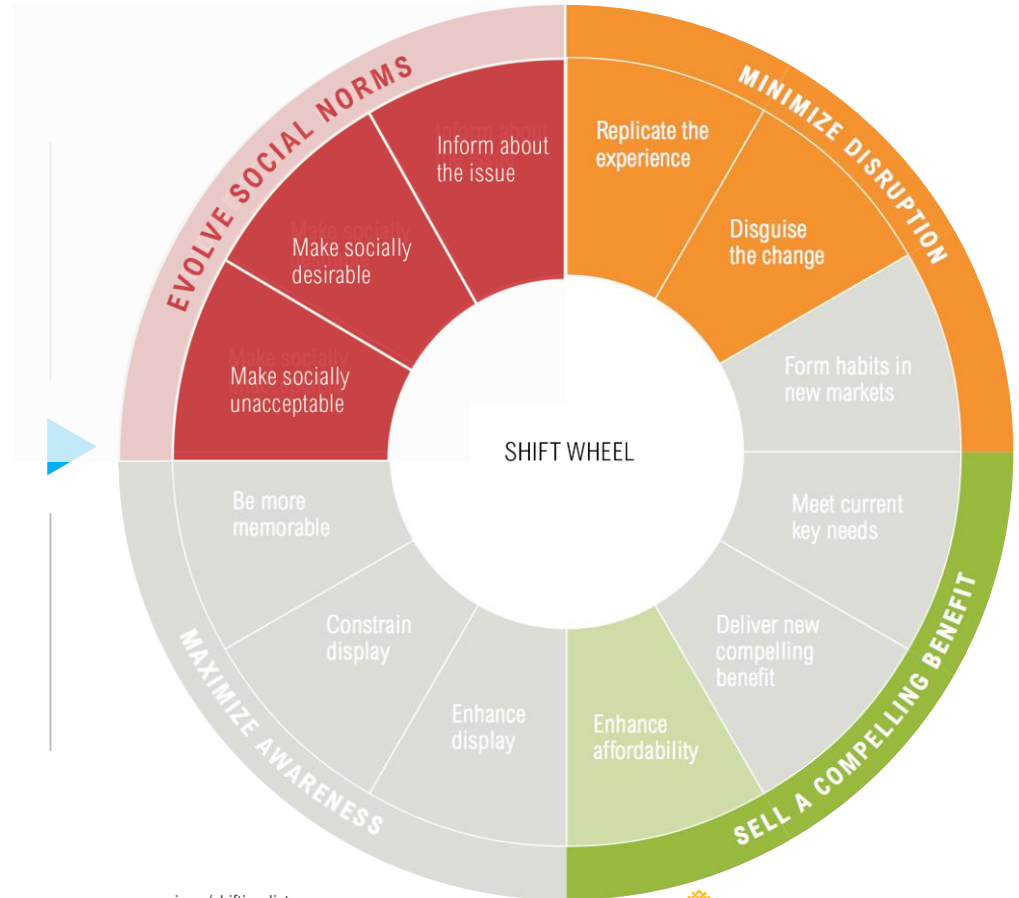 EVOLVE SOCIAL NORMS
MINIMIZE DISRUPTION
Inform about
the issue
Replicate the
experience
Make socially
desirable
Disguise
the change
Make socially
unacceptable
Form habits in
new markets
SHIFT WHEEL
Be more
memorable
Meet current
key needs
Constrain
display
Deliver new
compelling
benefit
Enhance
display
Enhance
affordability
MAXIMIZE AWARENESS
SELL A COMPELLING BENEFIT